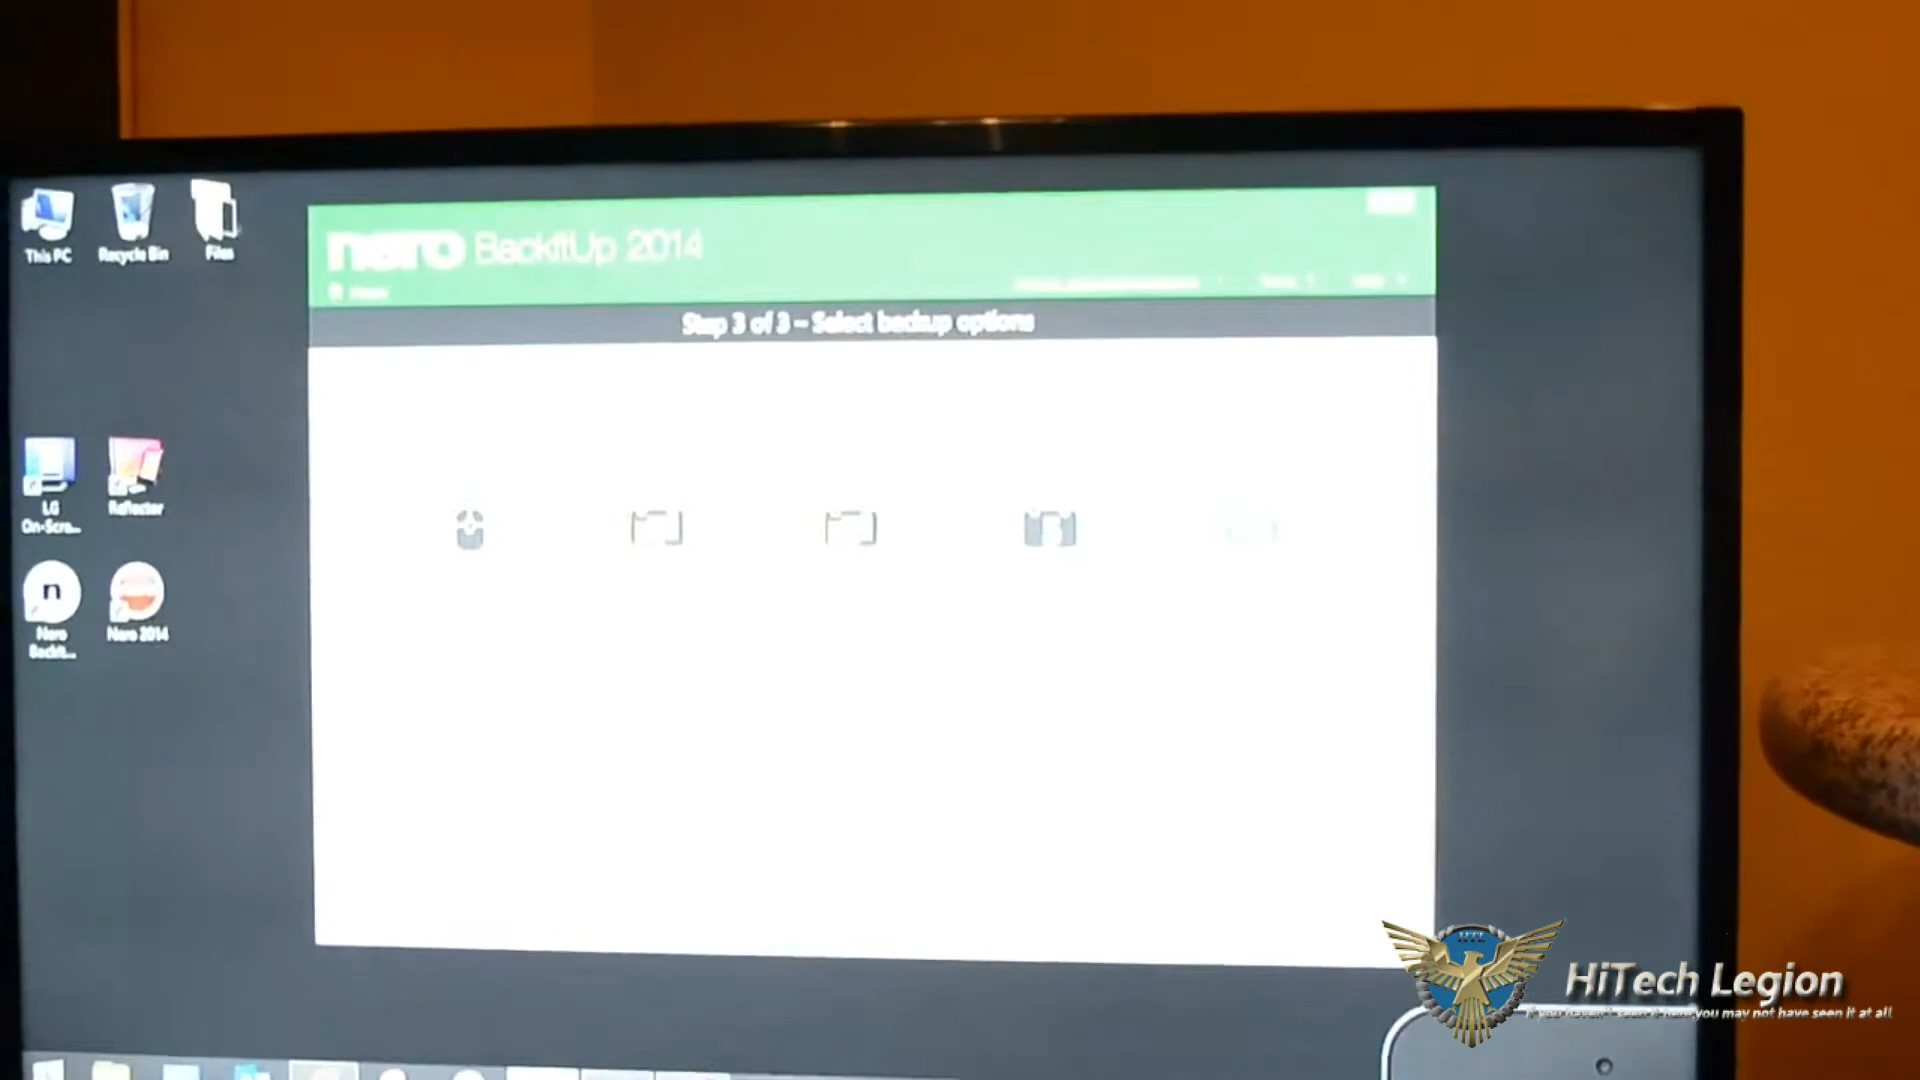 This PC
Recycle Bin
Files
nero BackItUp 2014
Step 3 of 3 – Select backup options
LG
On-Scre...
Reflector
n
Nero
BackIt...
Nero 2014
HiTech Legion
you may not have seen it at all.